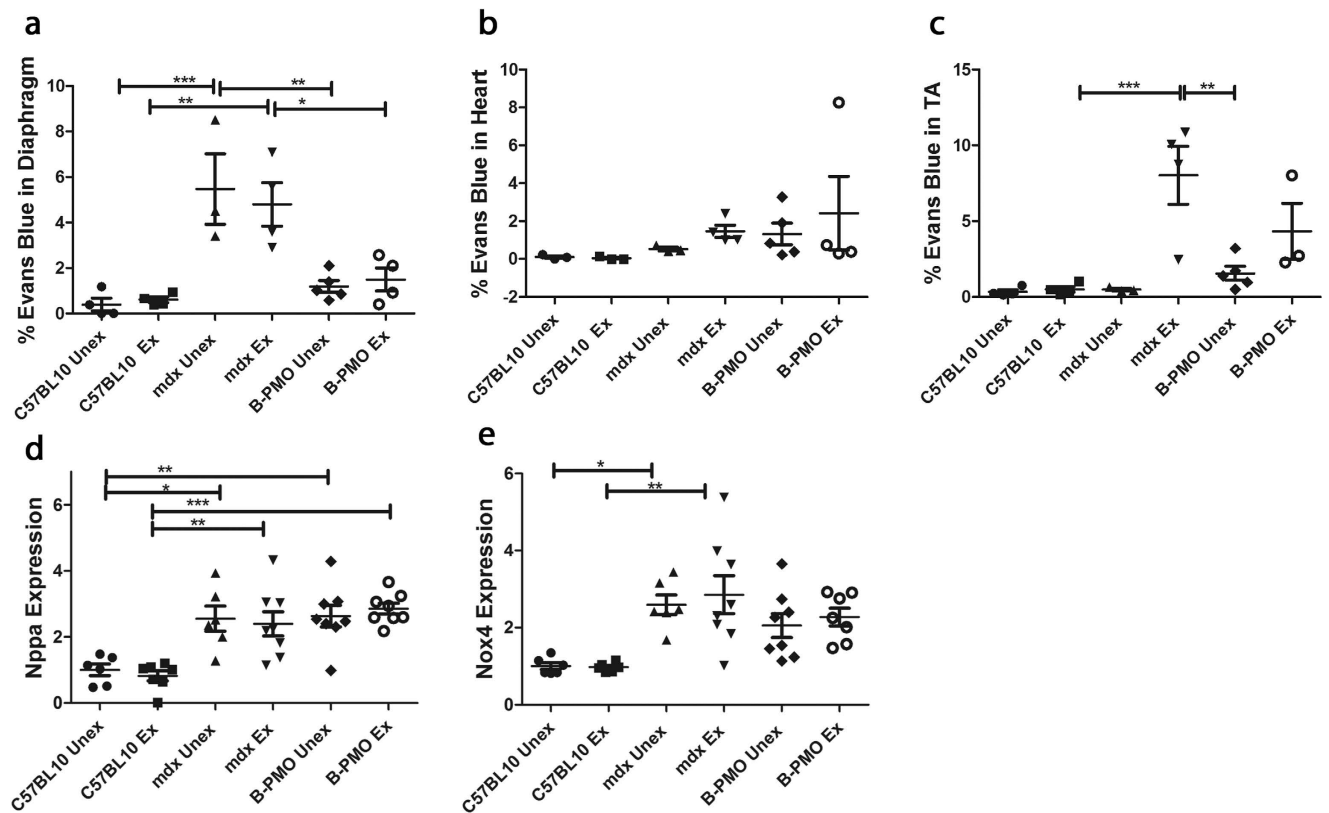 a
% Evans Blue in Diaphragm
10
8
6
4
2
0
*** **
** *
C57BL10 Unex
C57BL10 Ex
mdx Unex
mdx Ex
B-PMO Unex
B-PMO Ex
b
% Evans Blue in Heart
10
8
6
4
2
0
-2
C57BL10 Unex
C57BL10 Ex
mdx Unex
mdx Ex
B-PMO Unex
B-PMO Ex
c
% Evans Blue in TA
15
10
5
0
*** **
C57BL10 Unex
C57BL10 Ex
mdx Unex
mdx Ex
B-PMO Unex
B-PMO Ex
d
Nppa Expression
6
4
2
0
**
*
***
**
C57BL10 Unex
C57BL10 Ex
mdx Unex
mdx Ex
B-PMO Unex
B-PMO Ex
e
Nox4 Expression
6
4
2
0
*
**
C57BL10 Unex
C57BL10 Ex
mdx Unex
mdx Ex
B-PMO Unex
B-PMO Ex